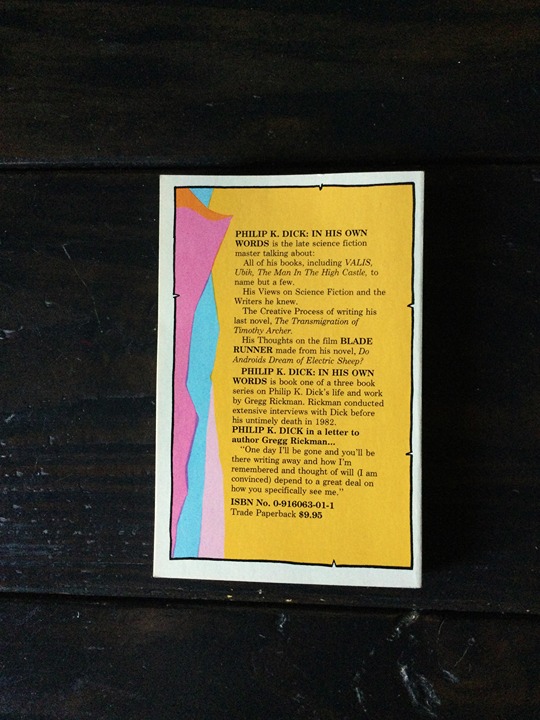 PHILIP K. DICK: IN HIS OWN
WORDS is the late science fiction
master talking about:
All of his books, including VALIS,
Ubik, The Man In The High Castle, to
name but a few.
His Views on Science Fiction and the
Writers he knew.
The Creative Process of writing his
last novel, The Transmigration of
Timothy Archer.
His Thoughts on the film BLADE
RUNNER made from his novel, Do
Androids Dream of Electric Sheep?
PHILIP K. DICK: IN HIS OWN
WORDS is book one of a three book
series on Philip K. Dick's life and work
by Gregg Rickman. Rickman conducted
extensive interviews with Dick before
his untimely death in 1982.
PHILIP K. DICK in a letter to
author Gregg Rickman...
"One day I'll be gone and you'll be
there writing away and how I'm
remembered and thought of will (I am
convinced) depend to a great deal on
how you specifically see me."
ISBN No. 0-916063-01-1
Trade Paperback $9.95